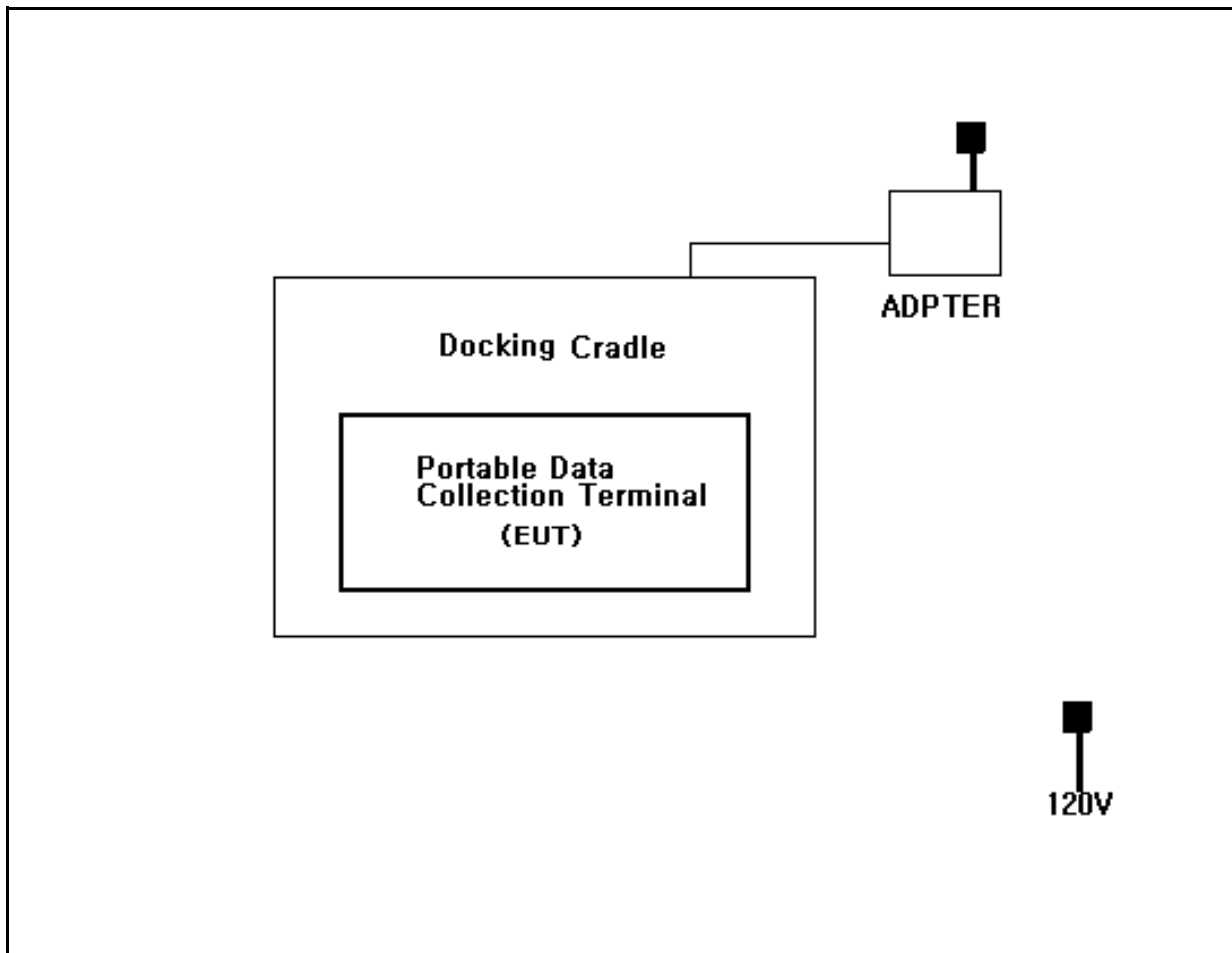 ADPTER
Docking Cradle
Portable Data
Collection Terminal
(EUT)
120V